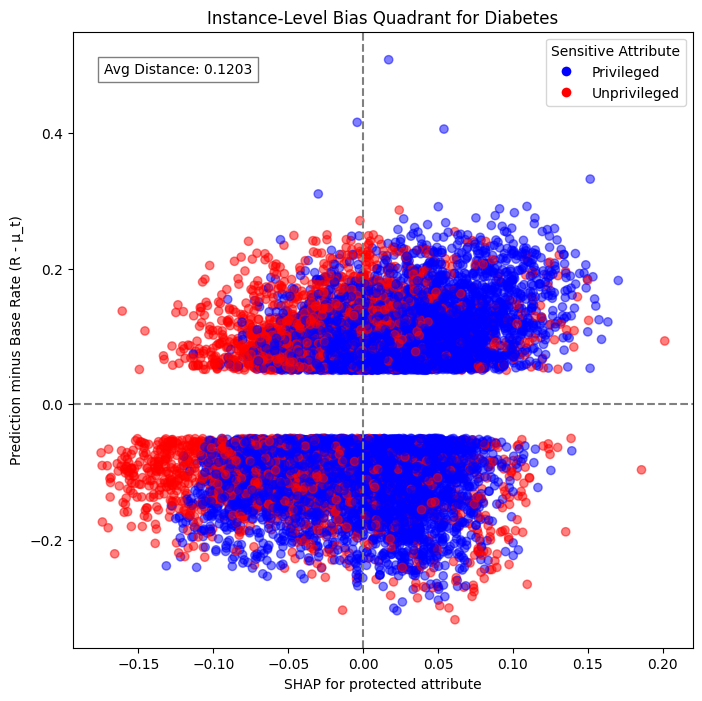 Instance-Level Bias Quadrant for Diabetes
Avg Distance: 0.1203
Sensitive Attribute
Privileged
Unprivileged
Prediction minus Base Rate (R - μ_t)
0.4
0.2
0.0
−0.2
−0.15
−0.10
−0.05
0.00
0.05
0.10
0.15
0.20
SHAP for protected attribute